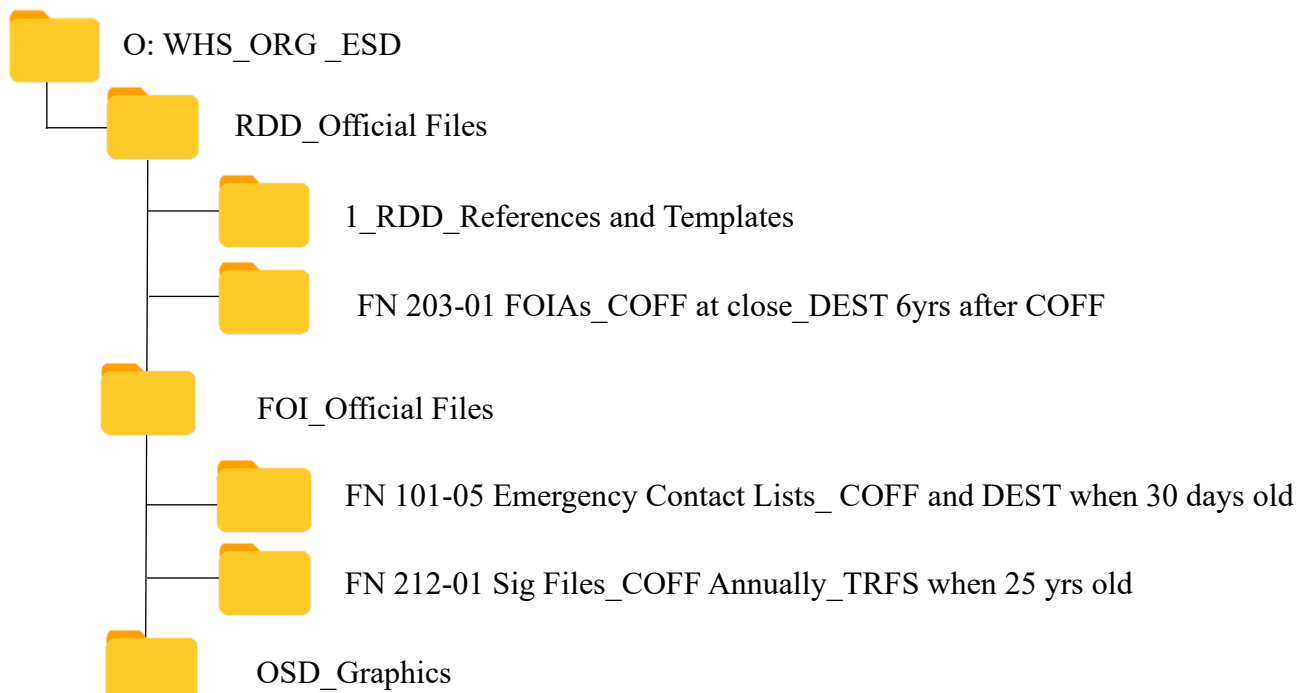 O: WHS_ORG _ESD
RDD_Official Files
1_RDD_References and Templates
FN 203-01 FOIAs_COFF at close_DEST 6yrs after COFF
FOI_Official Files
FN 101-05 Emergency Contact Lists_ COFF and DEST when 30 days old
FN 212-01 Sig Files_COFF Annually_TRFS when 25 yrs old
OSD_Graphics